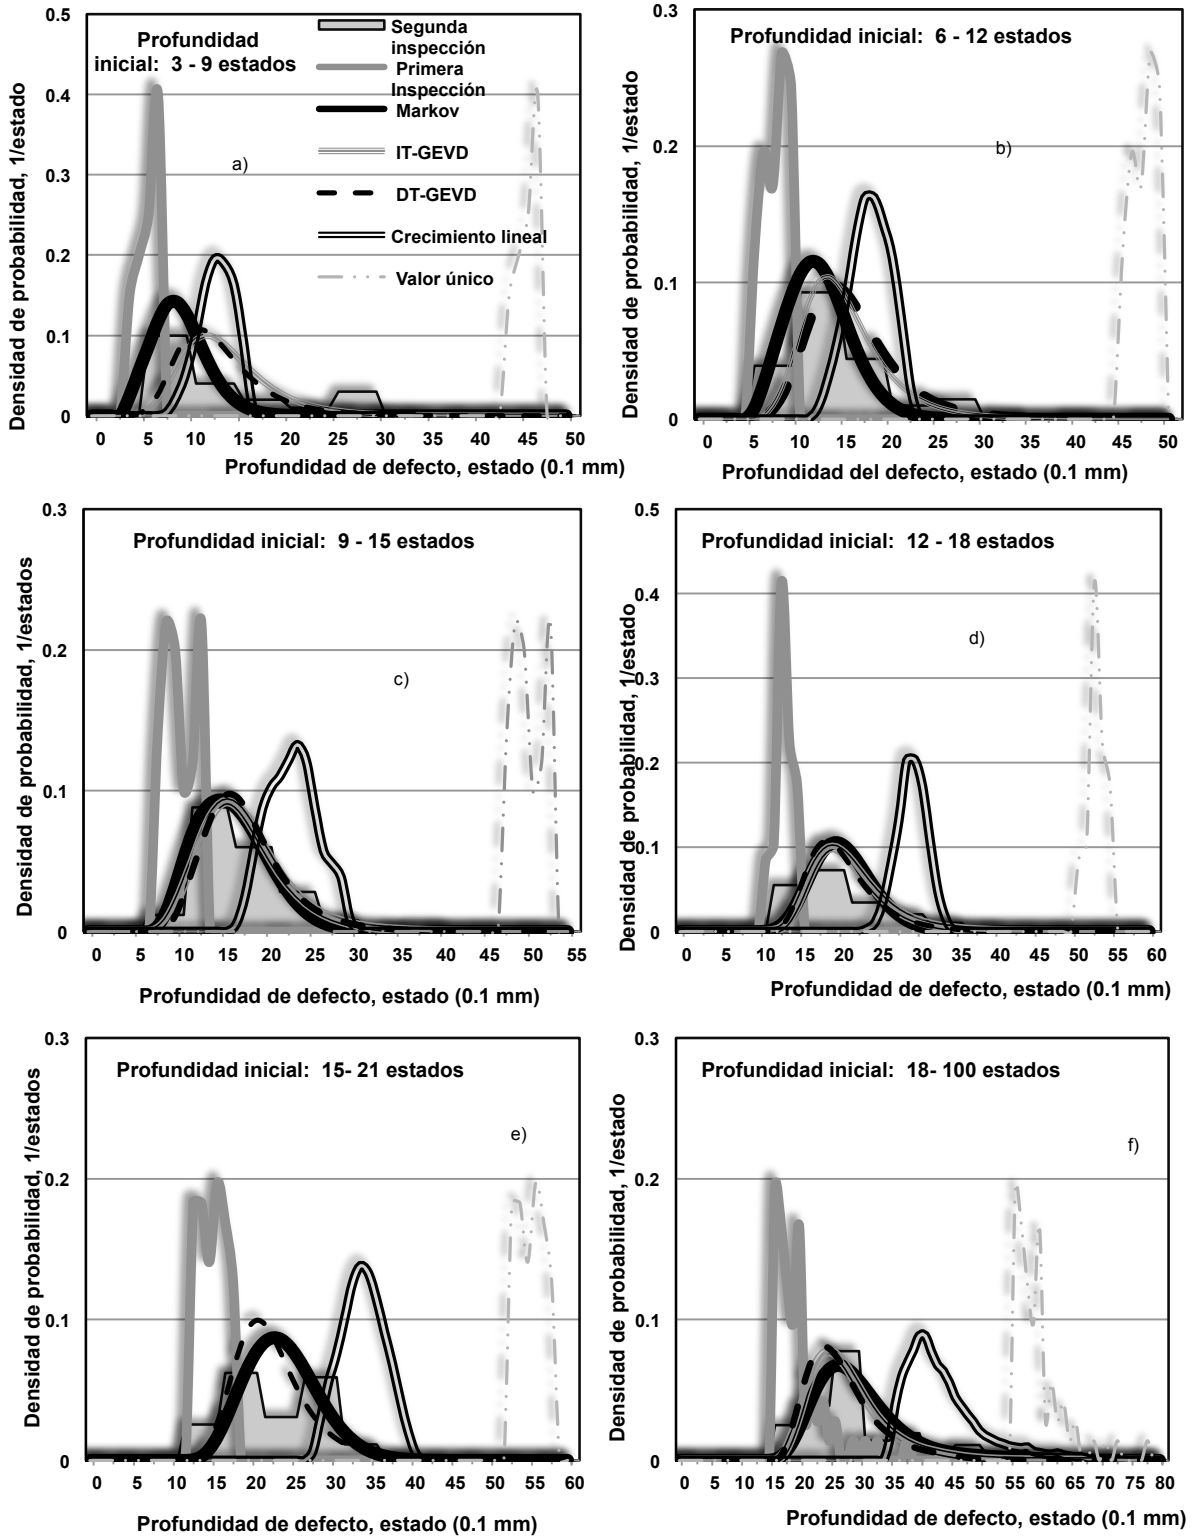 Profundidad
inicial: 3 - 9 estados
Segunda
inspección
Primera
Inspección
Markov
IT-GEVD
DT-GEVD
Crecimiento lineal
Valor único
a)
Densidad de probabilidad, 1/estado
0.5
0.4
0.3
0.2
0.1
0
0 5 10 15 20 25 30 35 40 45 50
Profundidad de defecto, estado (0.1 mm)
Profundidad inicial: 6 - 12 estados
b)
Densidad de probabilidad, 1/estado
0.3
0.2
0.1
0
0 5 10 15 20 25 30 35 40 45 50
Profundidad del defecto, estado (0.1 mm)
Profundidad inicial: 9 - 15 estados
c)
Densidad de probabilidad, 1/estados
0.3
0.2
0.1
0
0 5 10 15 20 25 30 35 40 45 50 55
Profundidad de defecto, estado (0.1 mm)
Profundidad inicial: 12 - 18 estados
d)
Densidad de probabilidad, 1/estado
0.5
0.4
0.3
0.2
0.1
0
0 5 10 15 20 25 30 35 40 45 50 55 60
Profundidad de defecto, estado (0.1 mm)
Profundidad inicial: 15- 21 estados
e)
Densidad de probabilidad, 1/estados
0.3
0.2
0.1
0
0 5 10 15 20 25 30 35 40 45 50 55 60
Profundidad de defecto, estado (0.1 mm)
Profundidad inicial: 18- 100 estados
f)
Densidad de probabilidad, 1/estado
0.3
0.2
0.1
0
0 5 10 15 20 25 30 35 40 45 50 55 60 65 70 75 80
Profundidad de defecto, estado (0.1 mm)